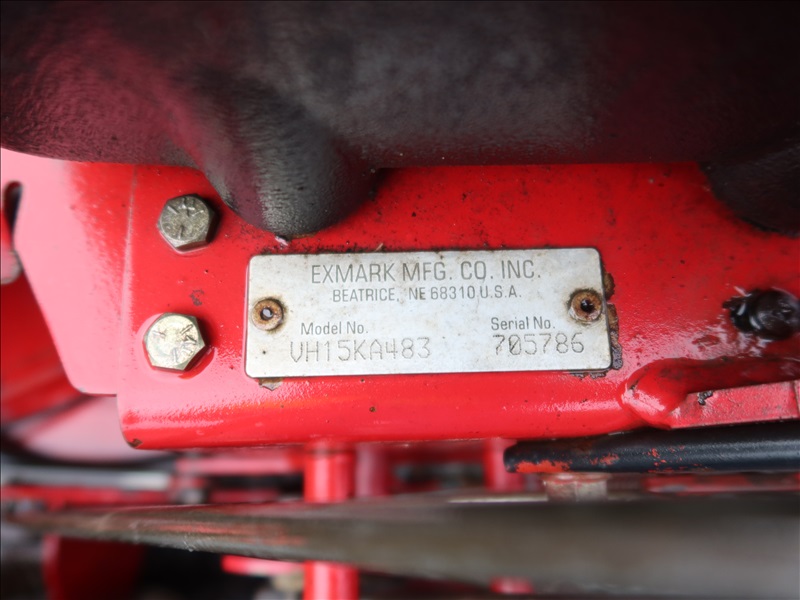 EXMARK MFG. CO. INC.
BEATRICE, NE 68310 U.S.A.
Model No. Serial No.
VH15KA483 705786